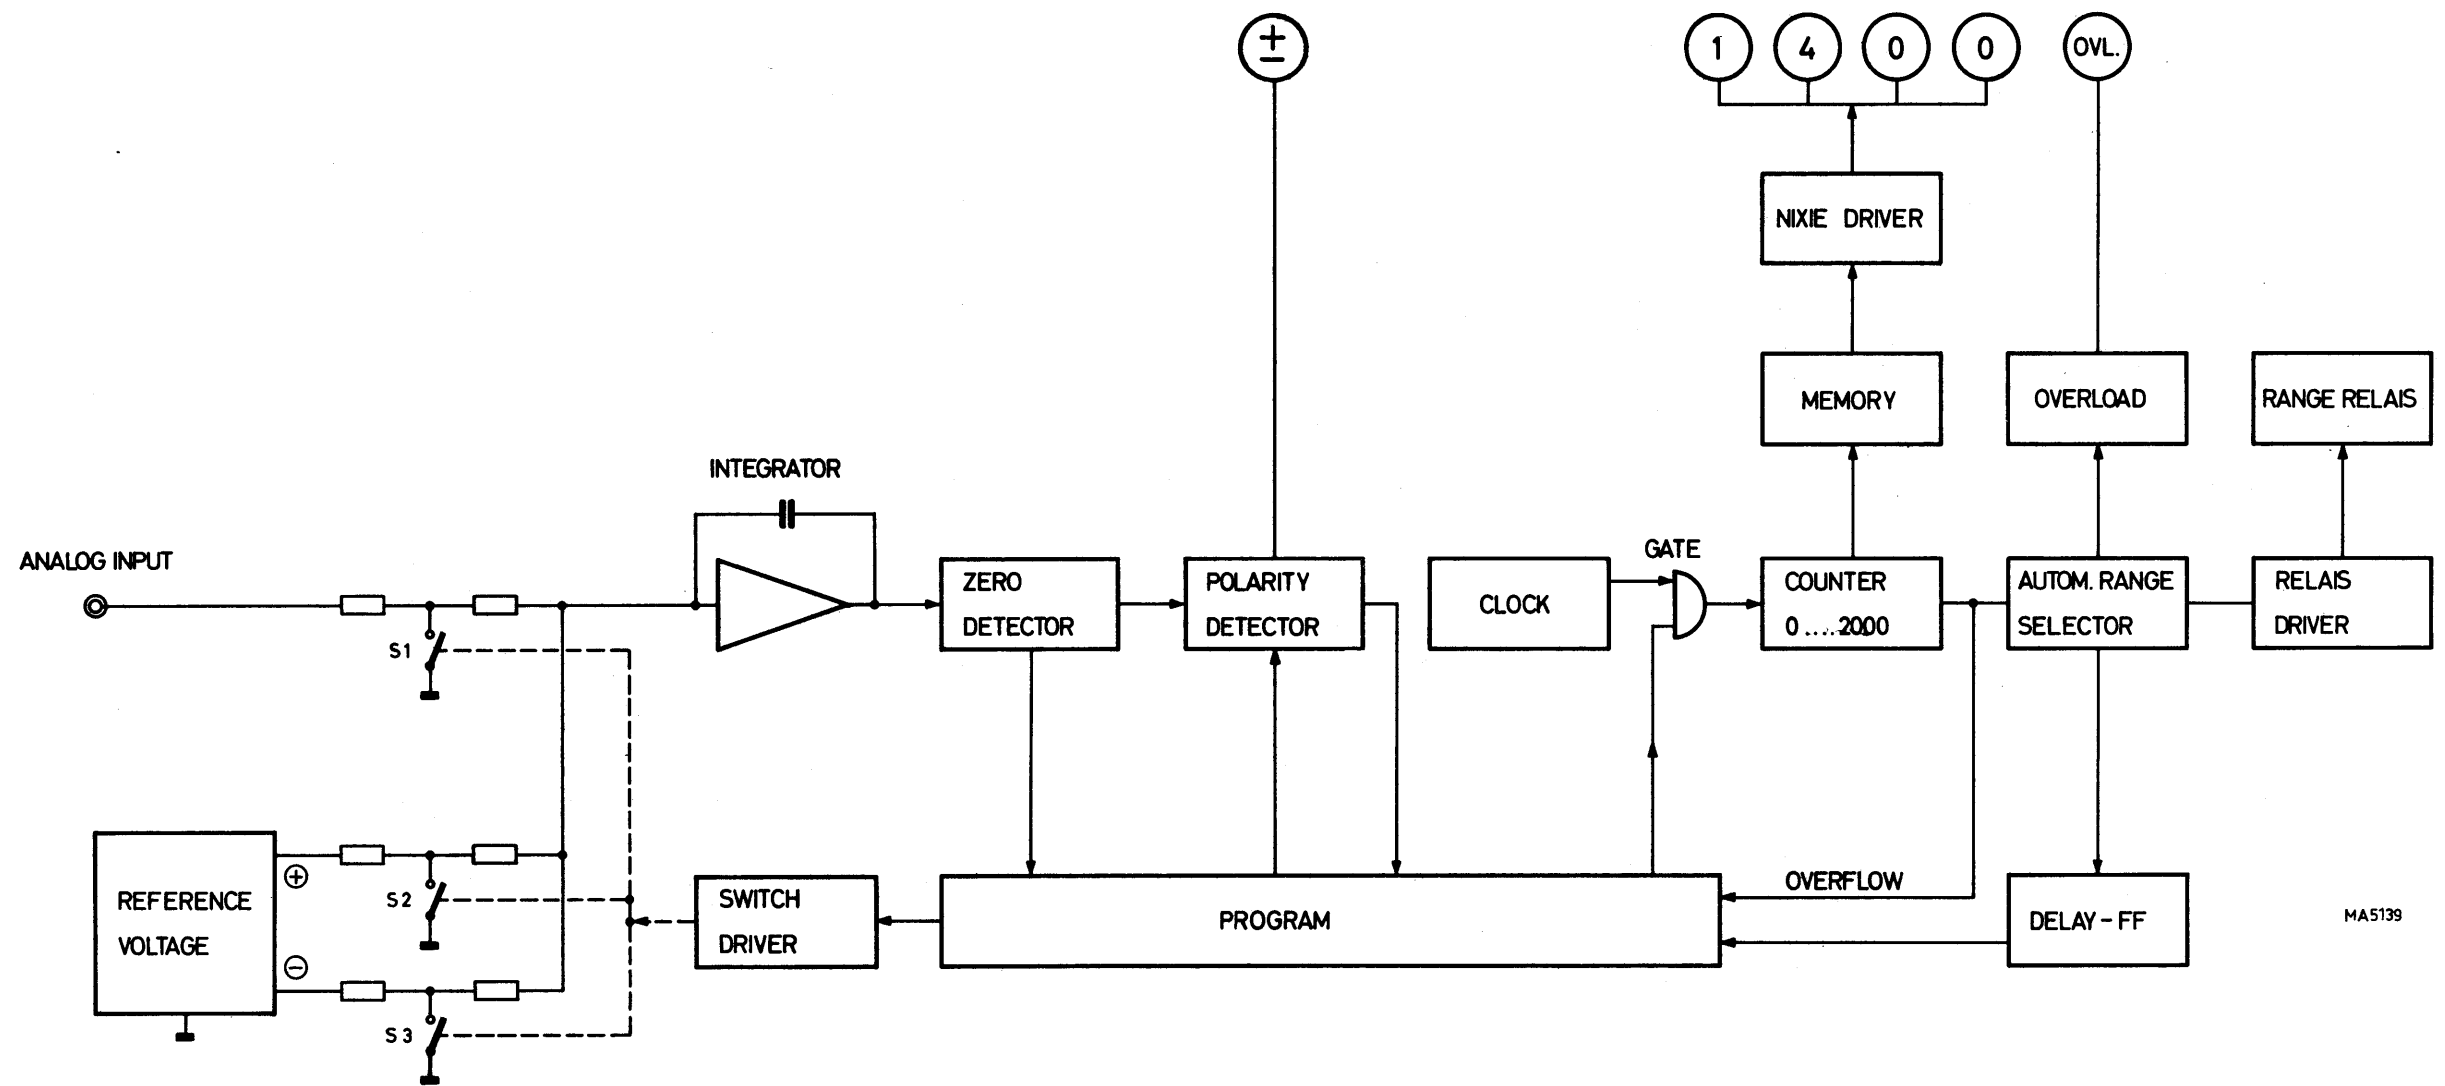 ±
1 4 0 0 OVL.
NIXIE DRIVER
MEMORY
OVERLOAD
RANGE RELAIS
INTEGRATOR
ANALOG INPUT
S1
ZERO
DETECTOR
POLARITY
DETECTOR
CLOCK
GATE
COUNTER
0....2000
AUTOM. RANGE
SELECTOR
RELAIS
DRIVER
REFERENCE
VOLTAGE
+
−
S2
S3
SWITCH
DRIVER
PROGRAM
OVERFLOW
DELAY-FF
MA5139